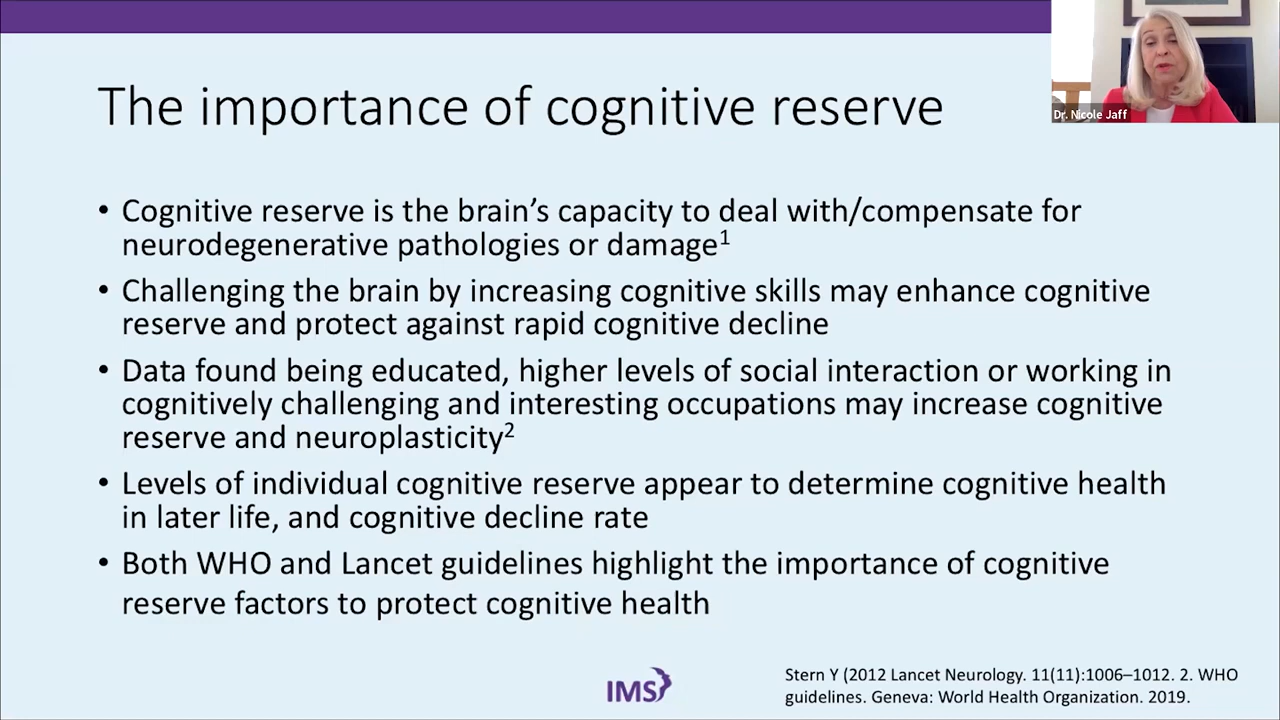 The importance of cognitive reserve
Dr. Nicole Jaff
• Cognitive reserve is the brain’s capacity to deal with/compensate for
neurodegenerative pathologies or damage1
• Challenging the brain by increasing cognitive skills may enhance cognitive
reserve and protect against rapid cognitive decline
• Data found being educated, higher levels of social interaction or working in
cognitively challenging and interesting occupations may increase cognitive
reserve and neuroplasticity2
• Levels of individual cognitive reserve appear to determine cognitive health
in later life, and cognitive decline rate
• Both WHO and Lancet guidelines highlight the importance of cognitive
reserve factors to protect cognitive health
IMS
Stern Y (2012 Lancet Neurology. 11(11):1006–1012. 2. WHO
guidelines. Geneva: World Health Organization. 2019.